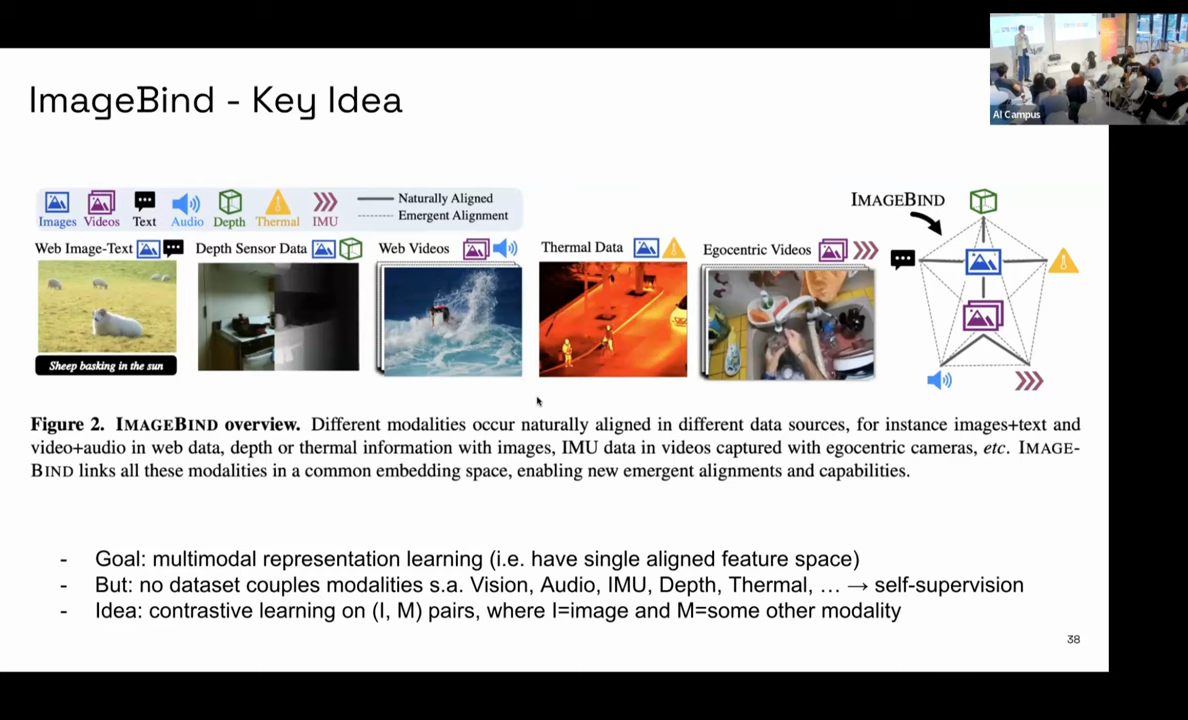 ImageBind - Key Idea
AI Campus
Images Videos Text Audio Depth Thermal IMU
Naturally Aligned
Emergent Alignment
IMAGEBIND
Web Image-Text
Depth Sensor Data
Web Videos
Thermal Data
Egocentric Videos
Sheep basking in the sun
Figure 2. IMAGEBIND overview. Different modalities occur naturally aligned in different data sources, for instance images+text and
video+audio in web data, depth or thermal information with images, IMU data in videos captured with egocentric cameras, etc. IMAGE-
BIND links all these modalities in a common embedding space, enabling new emergent alignments and capabilities.
- Goal: multimodal representation learning (i.e. have single aligned feature space)
- But: no dataset couples modalities s.a. Vision, Audio, IMU, Depth, Thermal, … → self-supervision
- Idea: contrastive learning on (I, M) pairs, where I=image and M=some other modality
38